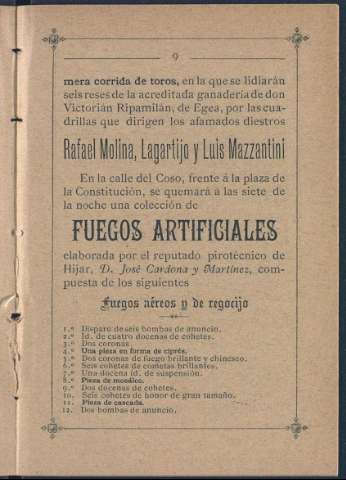 9
mera corrida de toros, en la que se lidiarán
seis reses de la acreditada ganadería de don
Victorián Ripamilán, de Egea, por las cua-
drillas que dirigen los afamados diestros
Rafael Molina, Lagartijo y Luis Mazzantini
En la calle del Coso, frente á la plaza de
la Constitución, se quemará á las siete de
la noche una colección de
FUEGOS ARTIFICIALES
elaborada por el reputado pirotécnico de
Hijar, D. José Cardona y Martínez, com-
puesta de los siguientes
Fuegos aéreos y de regocijo
1.º Disparo de seis bombas de anuncio.
2.º Id. de cuatro docenas de cohetes.
3.º Dos coronas
4.º Una pieza en forma de ciprés.
5.º Dos coronas de fuego brillante y chinesco.
6.º Seis cohetes de cometas brillantes.
7.º Una docena id. de suspensión.
8.º Pieza de mosáico.
9.º Dos docenas de cohetes.
10. Seis cohetes de honor de gran tamaño.
11. Pieza de cascada.
12. Dos bombas de anuncio.